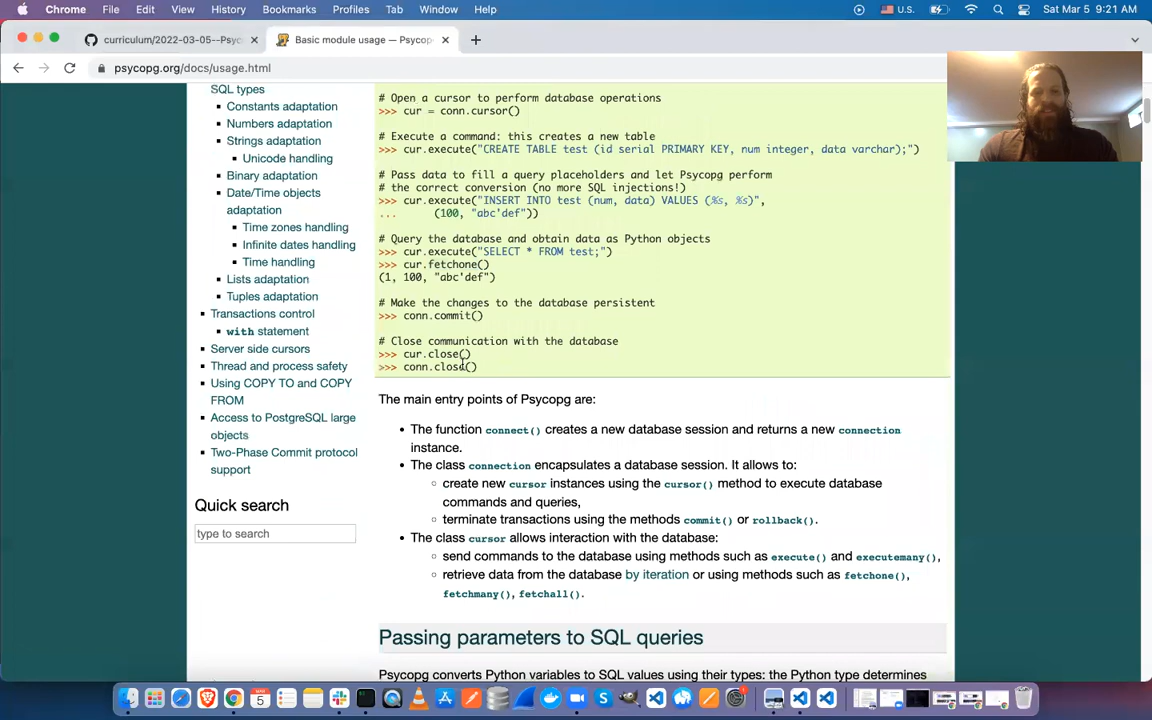 Chrome File Edit View History Bookmarks Profiles Tab Window Help U.S. Sat Mar 5 9:21 AM
curriculum/2022-03-05--Psyc
Basic module usage — Psycop
psycopg.org/docs/usage.html
SQL types
Constants adaptation
Numbers adaptation
Strings adaptation
Unicode handling
Binary adaptation
Date/Time objects
adaptation
Time zones handling
Infinite dates handling
Time handling
Lists adaptation
Tuples adaptation
Transactions control
with statement
Server side cursors
Thread and process safety
Using COPY TO and COPY
FROM
Access to PostgreSQL large
objects
Two-Phase Commit protocol
support
Quick search
type to search
# Open a cursor to perform database operations
>>> cur = conn.cursor()
# Execute a command: this creates a new table
>>> cur.execute("CREATE TABLE test (id serial PRIMARY KEY, num integer, data varchar);")
# Pass data to fill a query placeholders and let Psycopg perform
# the correct conversion (no more SQL injections!)
>>> cur.execute("INSERT INTO test (num, data) VALUES (%s, %s)",
... (100, "abc'def"))
# Query the database and obtain data as Python objects
>>> cur.execute("SELECT * FROM test;")
>>> cur.fetchone()
(1, 100, "abc'def")
# Make the changes to the database persistent
>>> conn.commit()
# Close communication with the database
>>> cur.close()
>>> conn.close()
The main entry points of Psycopg are:
• The function connect() creates a new database session and returns a new connection
instance.
• The class connection encapsulates a database session. It allows to:
◦ create new cursor instances using the cursor() method to execute database
commands and queries,
◦ terminate transactions using the methods commit() or rollback().
• The class cursor allows interaction with the database:
◦ send commands to the database using methods such as execute() and executemany(),
◦ retrieve data from the database by iteration or using methods such as fetchone(),
fetchmany(), fetchall().
Passing parameters to SQL queries
Psycopg converts Python variables to SQL values using their types: the Python type determines